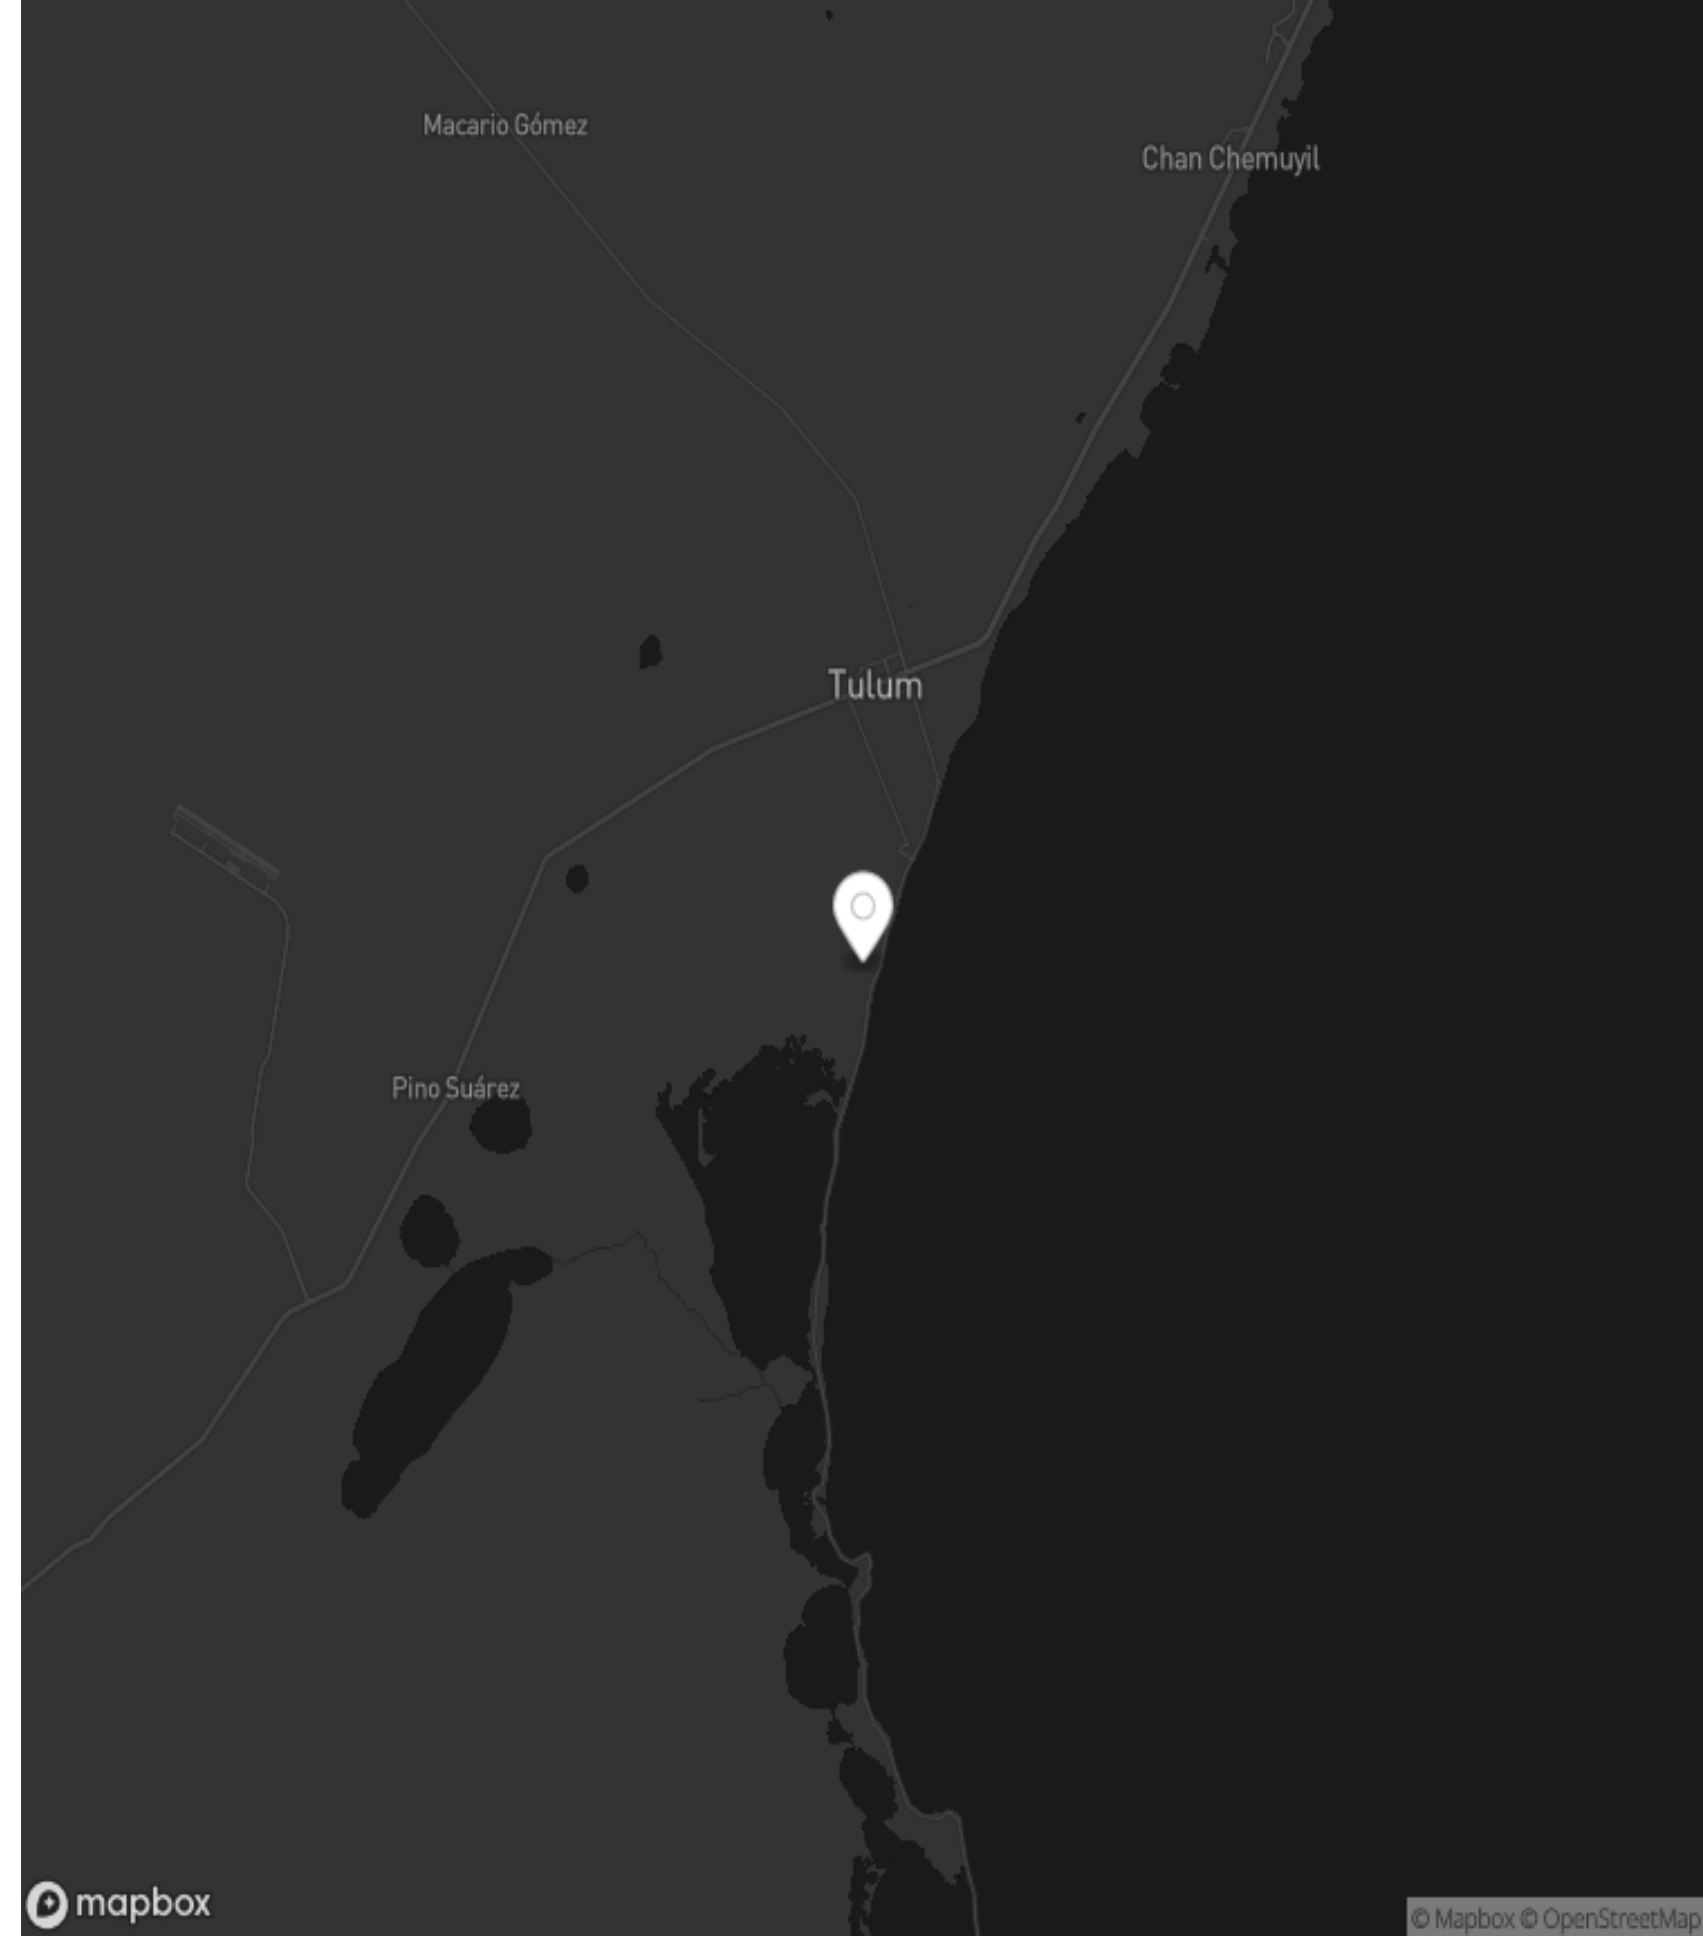 Macario Gómez
Chan Chemuyil
Tulum
Pino Suárez
mapbox
© Mapbox © OpenStreetMap